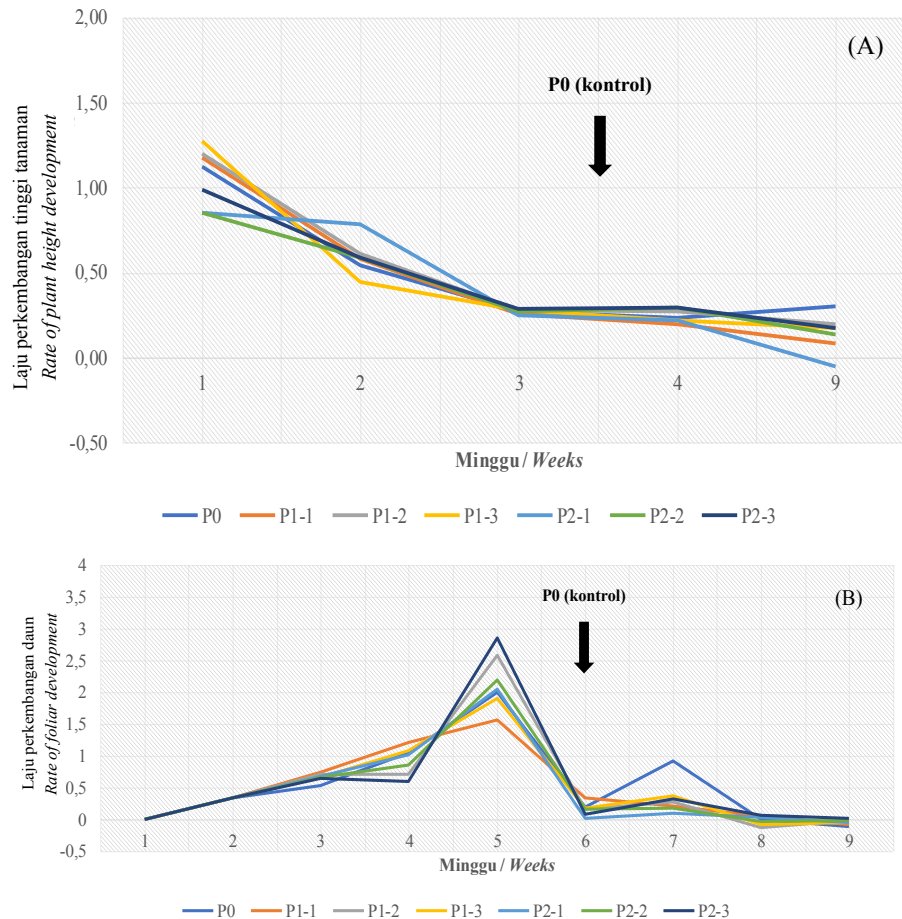 2,00
(A)
P0 (kontrol)
1,50
1,00
0,50
0,00
-0,50
Laju perkembangan tinggi tanaman
Rate of plant height development
1 2 3 4 9
Minggu / Weeks
P0 P1-1 P1-2 P1-3 P2-1 P2-2 P2-3
4
(B)
P0 (kontrol)
3,5
3
2,5
2
1,5
1
0,5
0
-0,5
Laju perkembangan daun
Rate of foliar development
1 2 3 4 5 6 7 8 9
Minggu / Weeks
P0 P1-1 P1-2 P1-3 P2-1 P2-2 P2-3